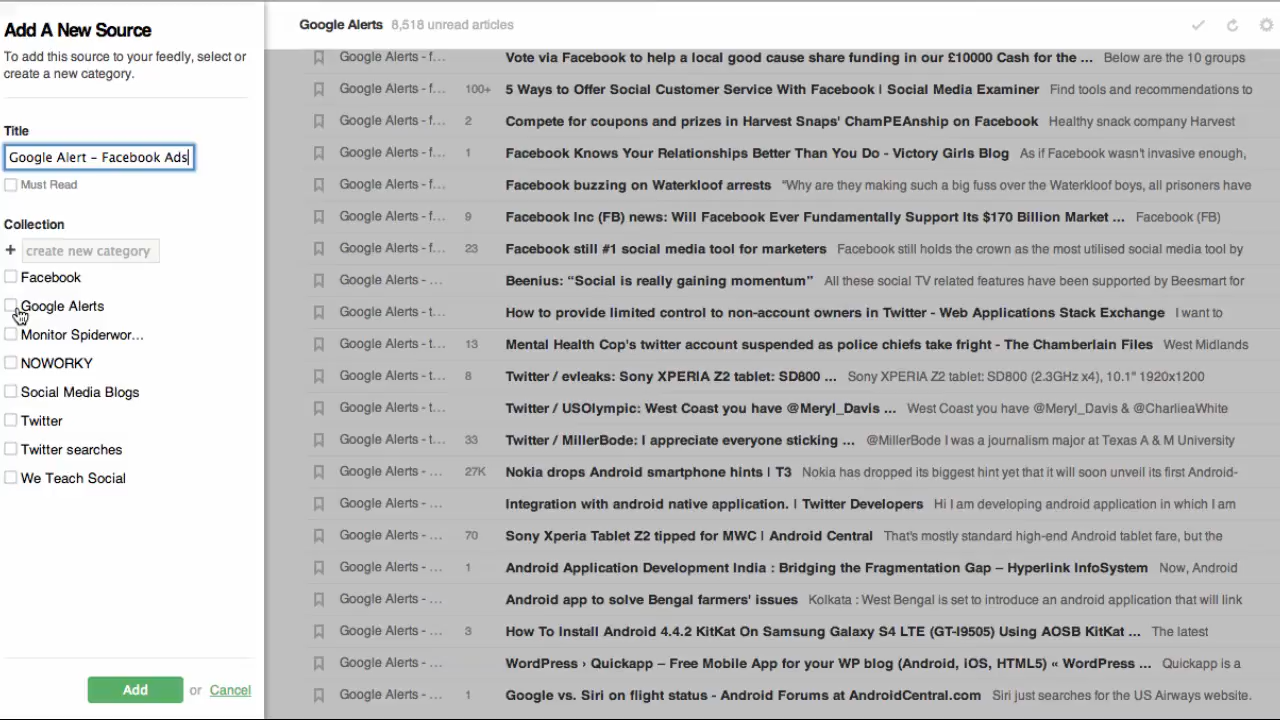 Add A New Source
To add this source to your feedly, select or
create a new category.
Title
Google Alert – Facebook Ads
Must Read
Collection
+ create new category
Facebook
Google Alerts
Monitor Spiderwor...
NOWORKY
Social Media Blogs
Twitter
Twitter searches
We Teach Social
Add or Cancel
Google Alerts 8,518 unread articles
Google Alerts - f... Vote via Facebook to help a local good cause share funding in our £10000 Cash for the ... Below are the 10 groups
Google Alerts - f... 100+ 5 Ways to Offer Social Customer Service With Facebook | Social Media Examiner Find tools and recommendations to
Google Alerts - f... 2 Compete for coupons and prizes in Harvest Snaps' ChamPEAnship on Facebook Healthy snack company Harvest
Google Alerts - f... 1 Facebook Knows Your Relationships Better Than You Do - Victory Girls Blog As if Facebook wasn't invasive enough,
Google Alerts - f... Facebook buzzing on Waterkloof arrests "Why are they making such a big fuss over the Waterkloof boys, all prisoners have
Google Alerts - f... 9 Facebook Inc (FB) news: Will Facebook Ever Fundamentally Support Its $170 Billion Market ... Facebook (FB)
Google Alerts - f... 23 Facebook still #1 social media tool for marketers Facebook still holds the crown as the most utilised social media tool by
Google Alerts - ... Beenius: “Social is really gaining momentum” All these social TV related features have been supported by Beesmart for
Google Alerts - t... How to provide limited control to non-account owners in Twitter - Web Applications Stack Exchange I want to
Google Alerts - t... 13 Mental Health Cop's twitter account suspended as police chiefs take fright - The Chamberlain Files West Midlands
Google Alerts - t... 8 Twitter / evleaks: Sony XPERIA Z2 tablet: SD800 ... Sony XPERIA Z2 tablet: SD800 (2.3GHz x4), 10.1" 1920x1200
Google Alerts - t... Twitter / USOlympic: West Coast you have @Meryl_Davis ... West Coast you have @Meryl_Davis & @CharlieaWhite
Google Alerts - t... 33 Twitter / MillerBode: I appreciate everyone sticking ... @MillerBode I was a journalism major at Texas A & M University
Google Alerts - ... 27K Nokia drops Android smartphone hints | T3 Nokia has dropped its biggest hint yet that it will soon unveil its first Android-
Google Alerts - ... Integration with android native application. | Twitter Developers Hi I am developing android application in which I am
Google Alerts - ... 70 Sony Xperia Tablet Z2 tipped for MWC | Android Central That's mostly standard high-end Android tablet fare, but the
Google Alerts - ... 1 Android Application Development India : Bridging the Fragmentation Gap – Hyperlink InfoSystem Now, Android
Google Alerts - ... Android app to solve Bengal farmers' issues Kolkata : West Bengal is set to introduce an android application that will link
Google Alerts - ... 3 How To Install Android 4.4.2 KitKat On Samsung Galaxy S4 LTE (GT-I9505) Using AOSB KitKat ... The latest
Google Alerts - ... WordPress › Quickapp – Free Mobile App for your WP blog (Android, iOS, HTML5) « WordPress ... Quickapp is a
Google Alerts - ... 1 Google vs. Siri on flight status - Android Forums at AndroidCentral.com Siri just searches for the US Airways website.